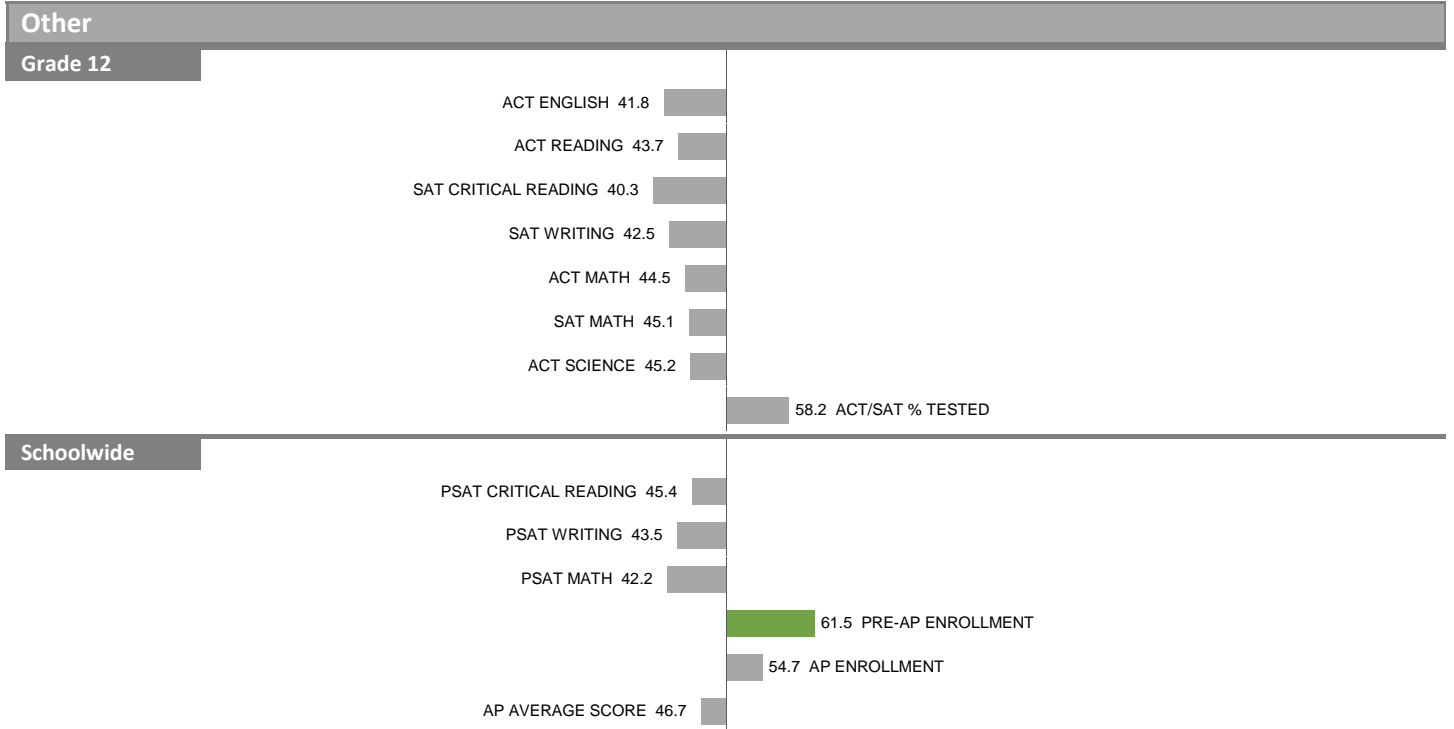 Other
Grade 12
ACT ENGLISH 41.8
ACT READING 43.7
SAT CRITICAL READING 40.3
SAT WRITING 42.5
ACT MATH 44.5
SAT MATH 45.1
ACT SCIENCE 45.2
58.2 ACT/SAT % TESTED
Schoolwide
PSAT CRITICAL READING 45.4
PSAT WRITING 43.5
PSAT MATH 42.2
61.5 PRE-AP ENROLLMENT
54.7 AP ENROLLMENT
AP AVERAGE SCORE 46.7